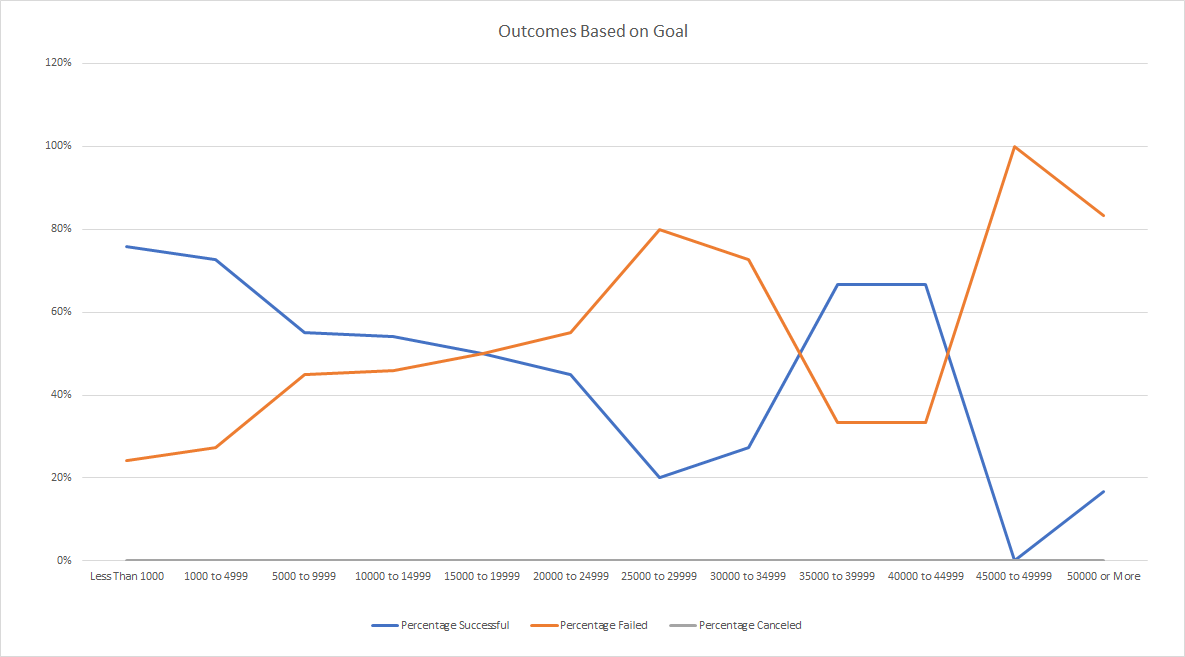 Outcomes Based on Goal
120%
100%
80%
60%
40%
20%
0%
Less Than 1000 1000 to 4999 5000 to 9999 10000 to 14999 15000 to 19999 20000 to 24999 25000 to 29999 30000 to 34999 35000 to 39999 40000 to 44999 45000 to 49999 50000 or More
Percentage Successful Percentage Failed Percentage Canceled